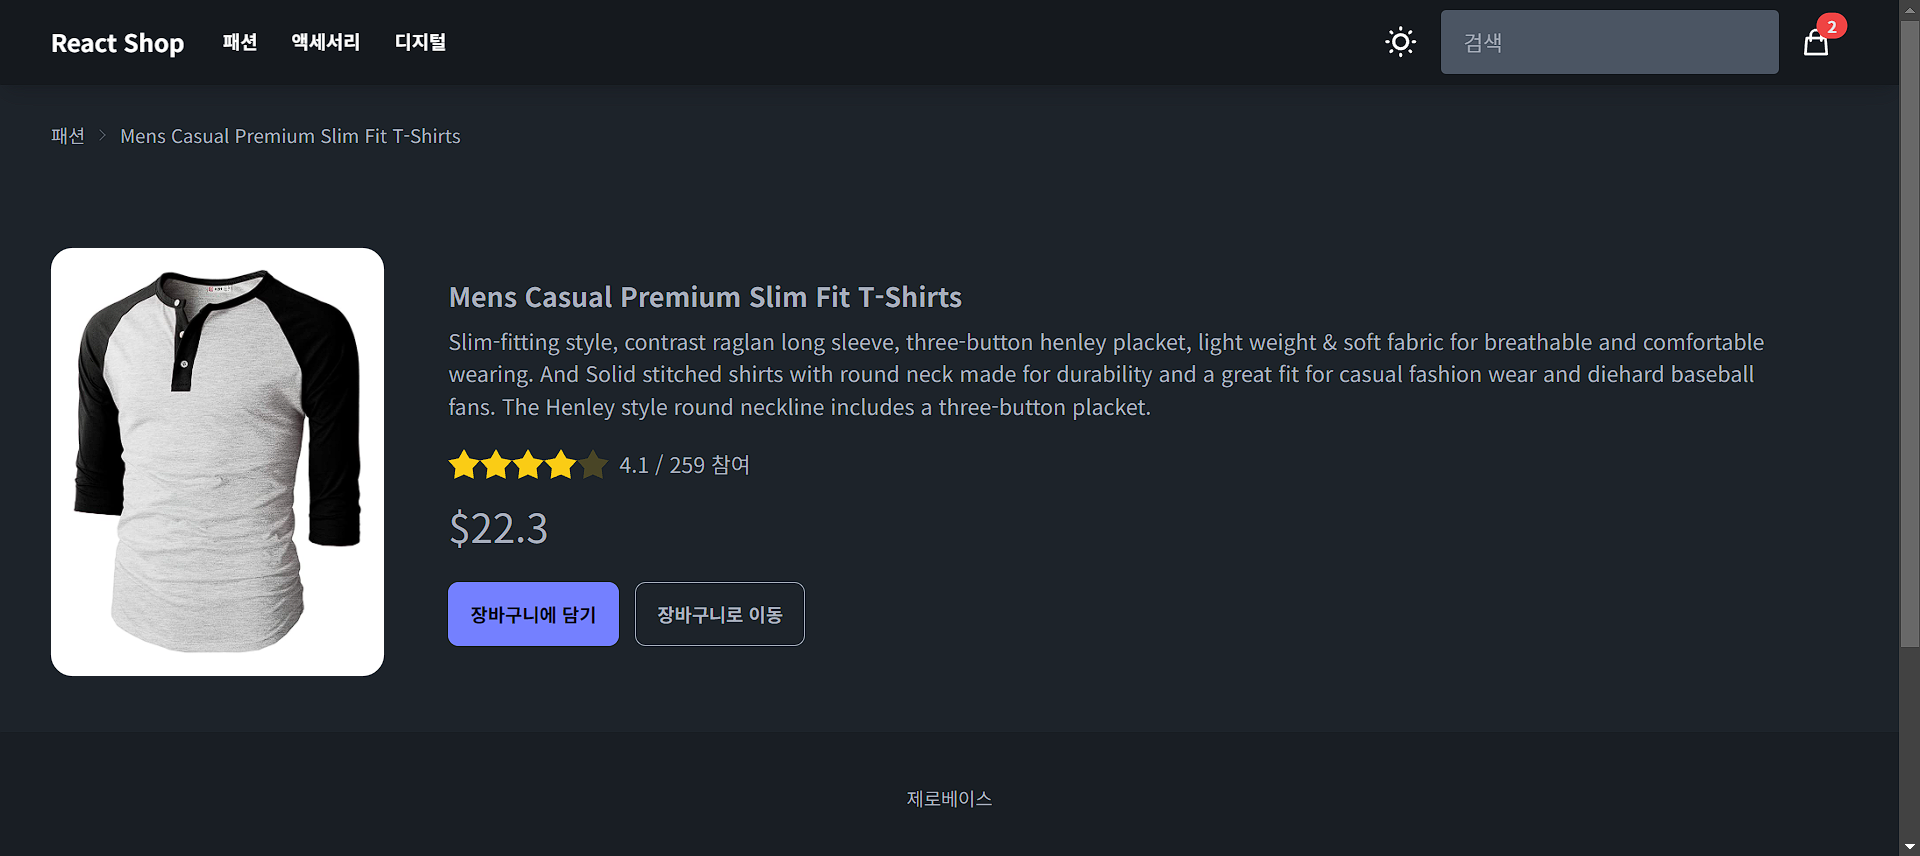 React Shop 패션 액세서리 디지털 검색 2
패션 > Mens Casual Premium Slim Fit T-Shirts
Mens Casual Premium Slim Fit T-Shirts
Slim-fitting style, contrast raglan long sleeve, three-button henley placket, light weight & soft fabric for breathable and comfortable
wearing. And Solid stitched shirts with round neck made for durability and a great fit for casual fashion wear and diehard baseball
fans. The Henley style round neckline includes a three-button placket.
4.1 / 259 참여
$22.3
장바구니에 담기 장바구니로 이동
제로베이스